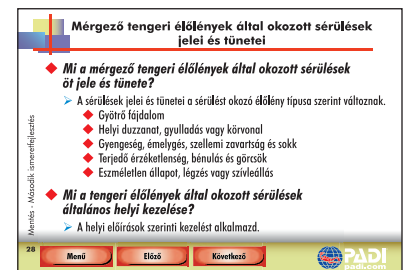 Mérgező tengeri élőlények által okozott sérülések
jelei és tünetei
Mi a mérgező tengeri élőlények által okozott sérülések
öt jele és tünete?
A sérülések jelei és tünetei a sérülést okozó élőlény típusa szerint változnak.
Gyötrő fájdalom
Helyi duzzanat, gyulladás vagy körvonal
Gyengeség, émelygés, szellemi zavartság és sokk
Terjedő érzéketlenség, bénulás és görcsök
Eszméletlen állapot, légzés vagy szívleállás
Mi a tengeri élőlények által okozott sérülések
általános helyi kezelése?
A helyi előírások szerinti kezelést alkalmazd.
Mentés - Második ismeretfejlesztés
28
Menü
Előző
Következő
PADI
padi.com